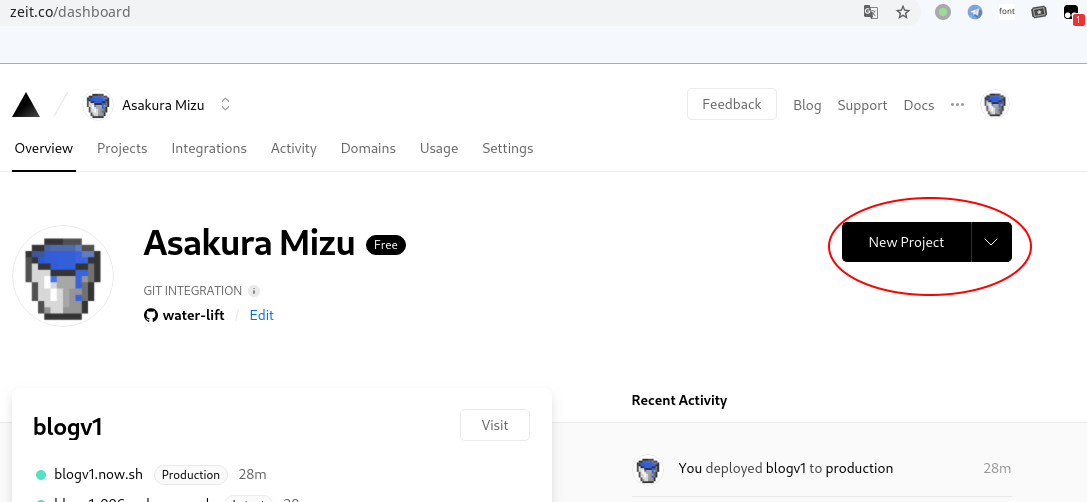 zeit.co/dashboard
font
1
Asakura Mizu
Feedback Blog Support Docs
Overview Projects Integrations Activity Domains Usage Settings
Asakura Mizu Free
New Project
GIT INTEGRATION
water-lift / Edit
Recent Activity
blogv1
Visit
You deployed blogv1 to production 28m
blogv1.now.sh Production 28m